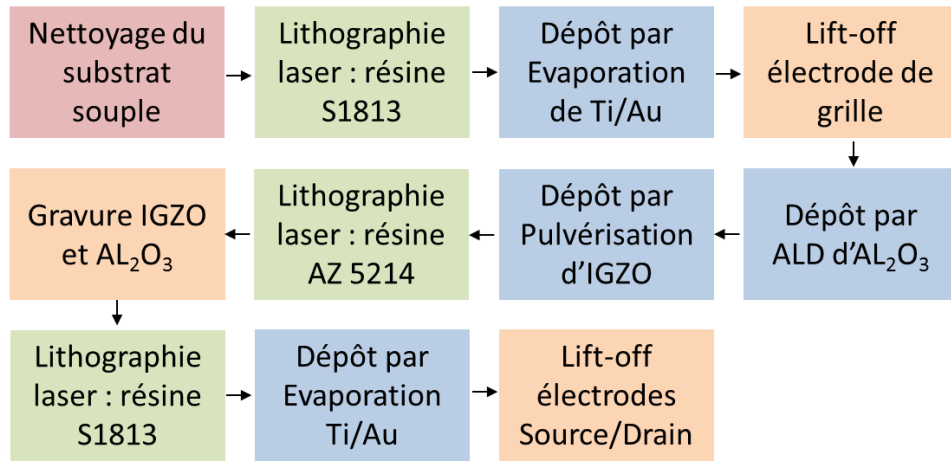 Nettoyage du
substrat
souple
Lithographie
laser : résine
S1813
Dépôt par
Evaporation
de Ti/Au
Lift-off
électrode de
grille
Dépôt par
ALD d’AL₂O₃
Dépôt par
Pulvérisation
d’IGZO
Lithographie
laser : résine
AZ 5214
Gravure IGZO
et AL₂O₃
Lithographie
laser : résine
S1813
Dépôt par
Evaporation
Ti/Au
Lift-off
électrodes
Source/Drain